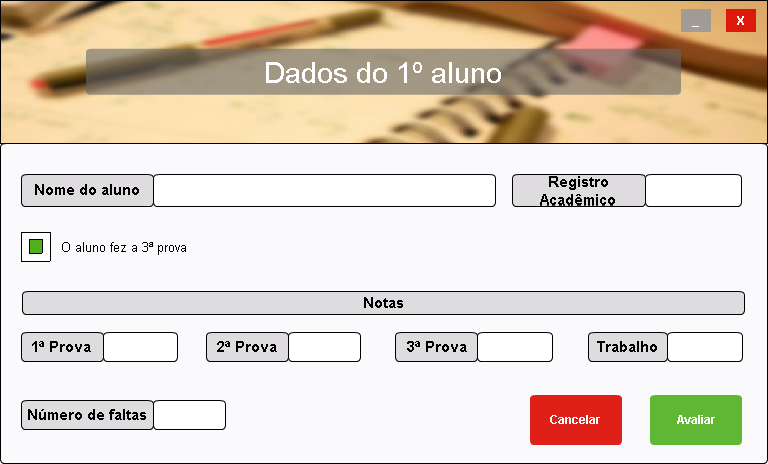 _ X
Dados do 1º aluno
Nome do aluno
Registro
Acadêmico
O aluno fez a 3ª prova
Notas
1ª Prova 2ª Prova 3ª Prova Trabalho
Número de faltas
Cancelar Avaliar